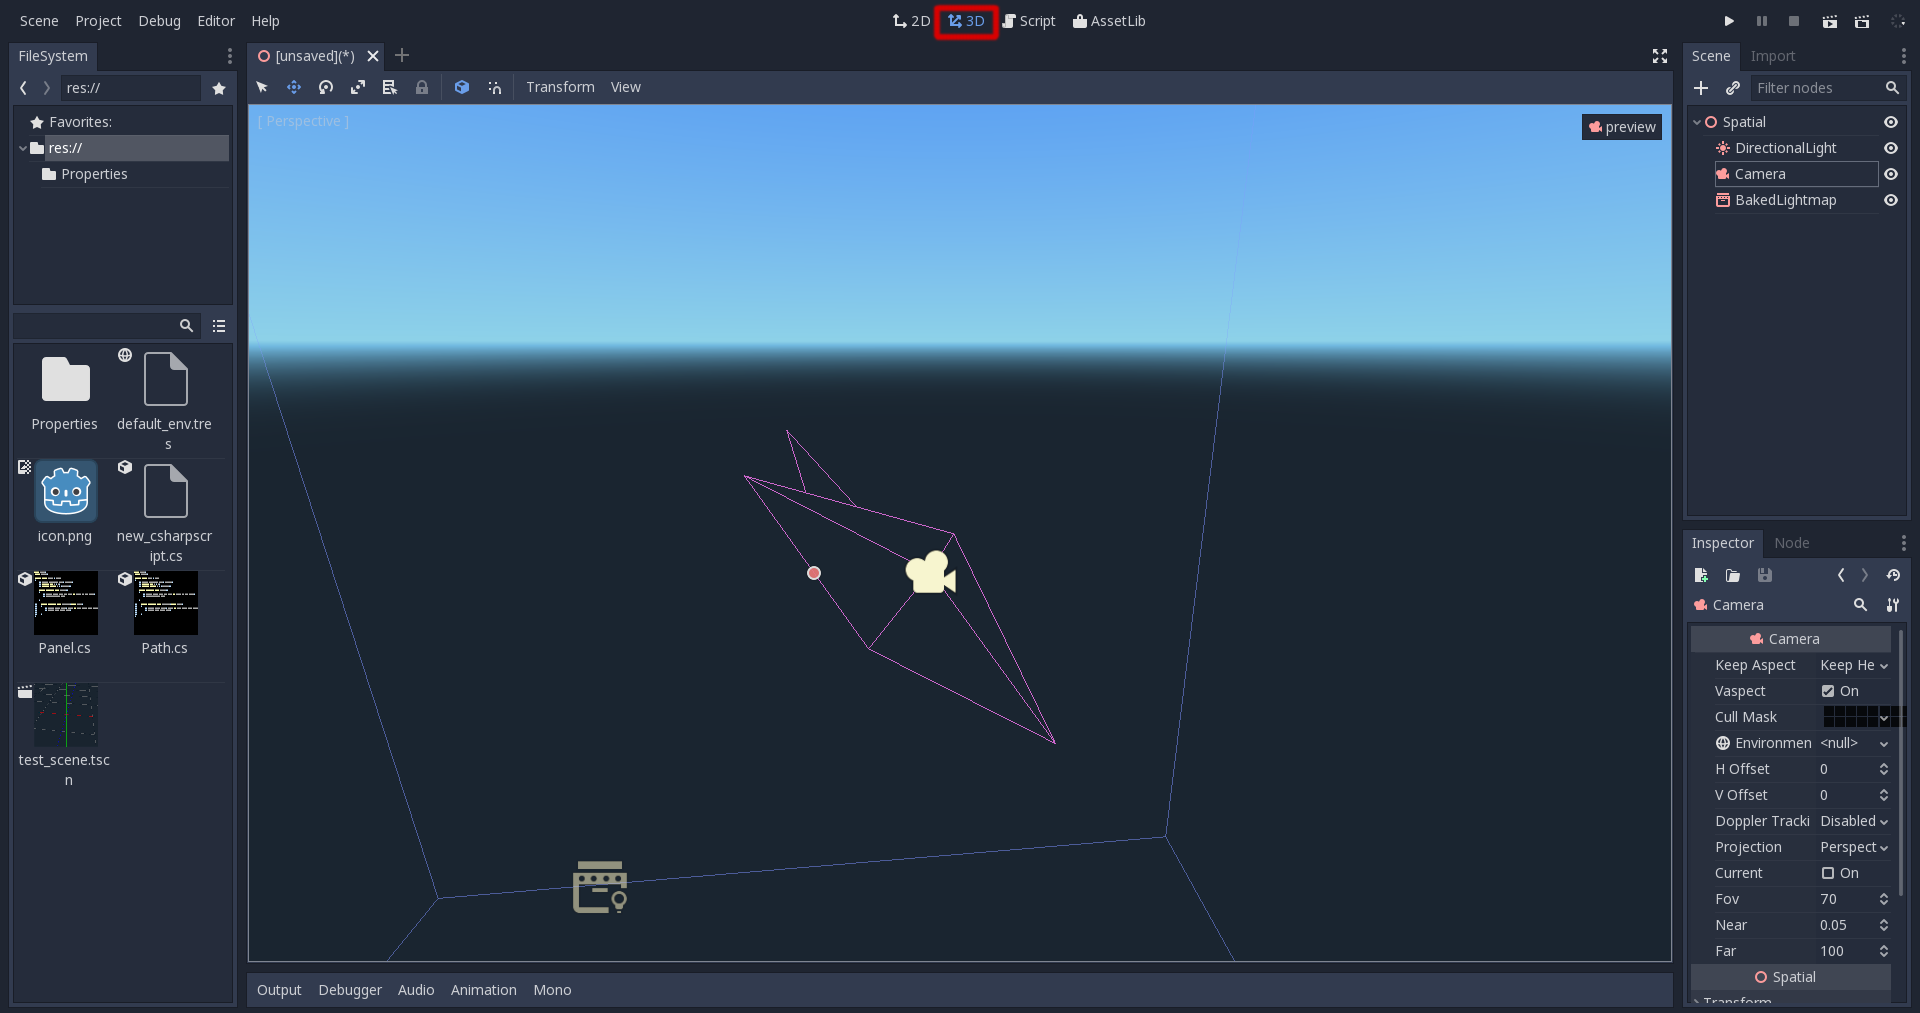 Scene Project Debug Editor Help
2D 3D Script AssetLib
FileSystem
res://
Favorites:
res://
Properties
Properties
default_env.tre
s
icon.png
new_csharpscr
ipt.cs
Panel.cs
Path.cs
test_scene.tsc
n
[unsaved](*)
Transform View
[ Perspective ]
preview
Output Debugger Audio Animation Mono
Scene Import
Filter nodes
Spatial
DirectionalLight
Camera
BakedLightmap
Inspector Node
Camera
Camera
Keep Aspect Keep He
Vaspect On
Cull Mask
Environmen <null>
H Offset 0
V Offset 0
Doppler Tracki Disabled
Projection Perspect
Current On
Fov 70
Near 0.05
Far 100
Spatial
Transform